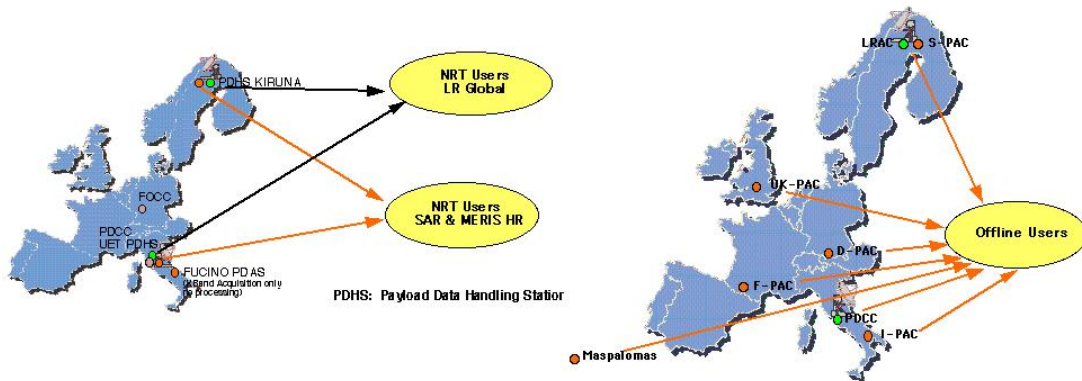 PDHS KIRUNA
NRT Users
LR Global
FOCC
NRT Users
SAR & MERIS HR
PDCC
UET PDHS
FUCINO PDAS
(X Band Acquisition only
no processing)
PDHS: Payload Data Handling Station
LRAC
S-PAC
UK-PAC
Offline Users
D-PAC
F-PAC
PDCC
I-PAC
Maspalomas